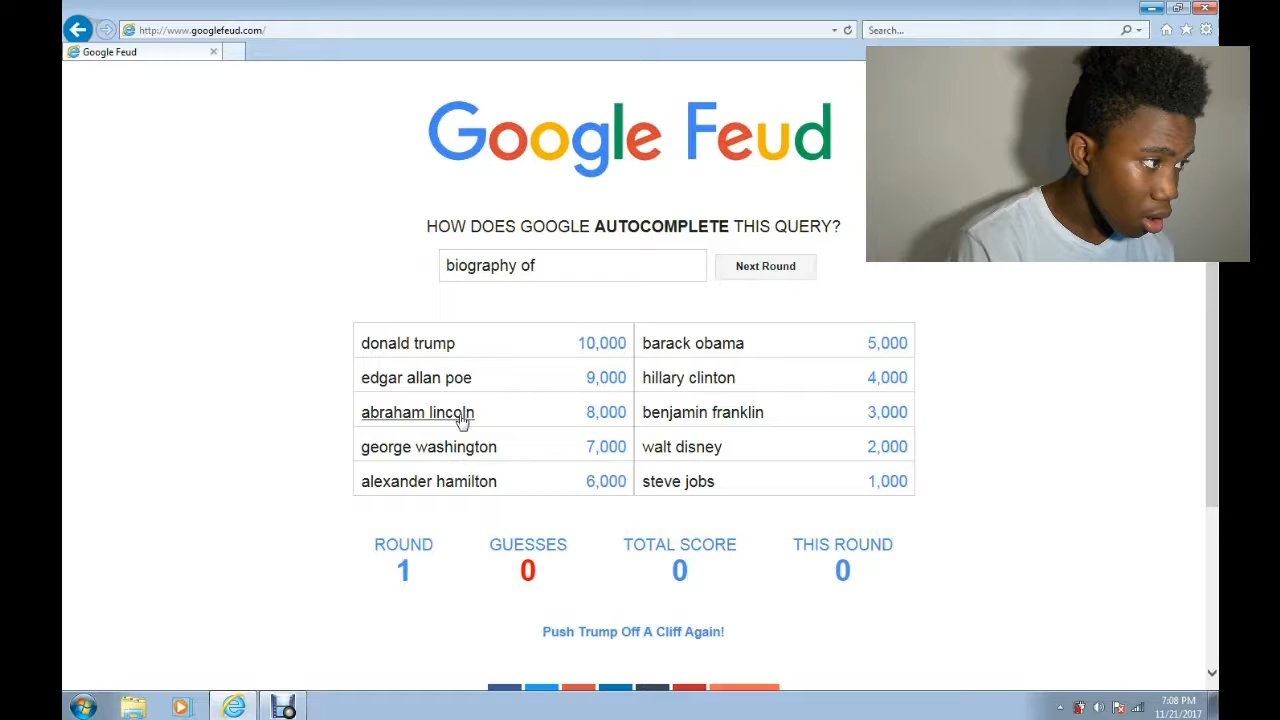 http://www.googlefeud.com/
Search...
Google Feud
Google Feud
HOW DOES GOOGLE AUTOCOMPLETE THIS QUERY?
biography of
Next Round
donald trump 10,000 barack obama 5,000
edgar allan poe 9,000 hillary clinton 4,000
abraham lincoln 8,000 benjamin franklin 3,000
george washington 7,000 walt disney 2,000
alexander hamilton 6,000 steve jobs 1,000
ROUND GUESSES TOTAL SCORE THIS ROUND
1 0 0 0
Push Trump Off A Cliff Again!
7:08 PM
11/21/2017